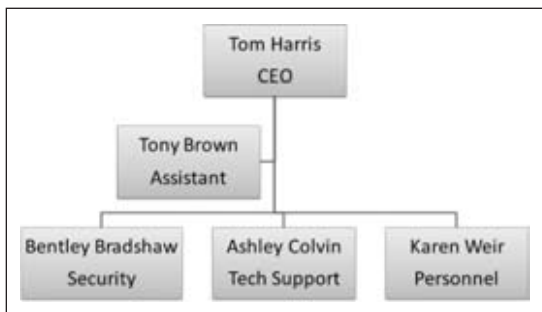 Tom Harris
CEO
Tony Brown
Assistant
Bentley Bradshaw
Security
Ashley Colvin
Tech Support
Karen Weir
Personnel